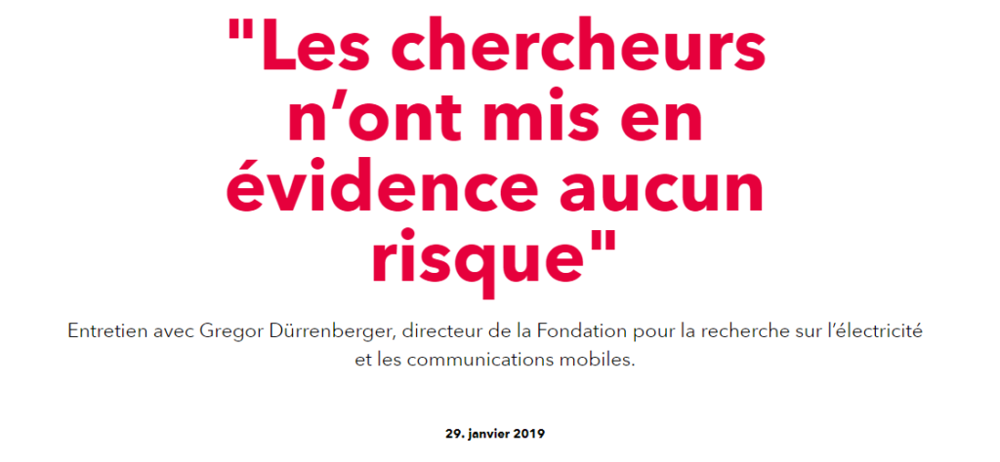 "Les chercheurs
n’ont mis en
évidence aucun
risque"
Entretien avec Gregor Dürrenberger, directeur de la Fondation pour la recherche sur l’électricité
et les communications mobiles.
29. janvier 2019